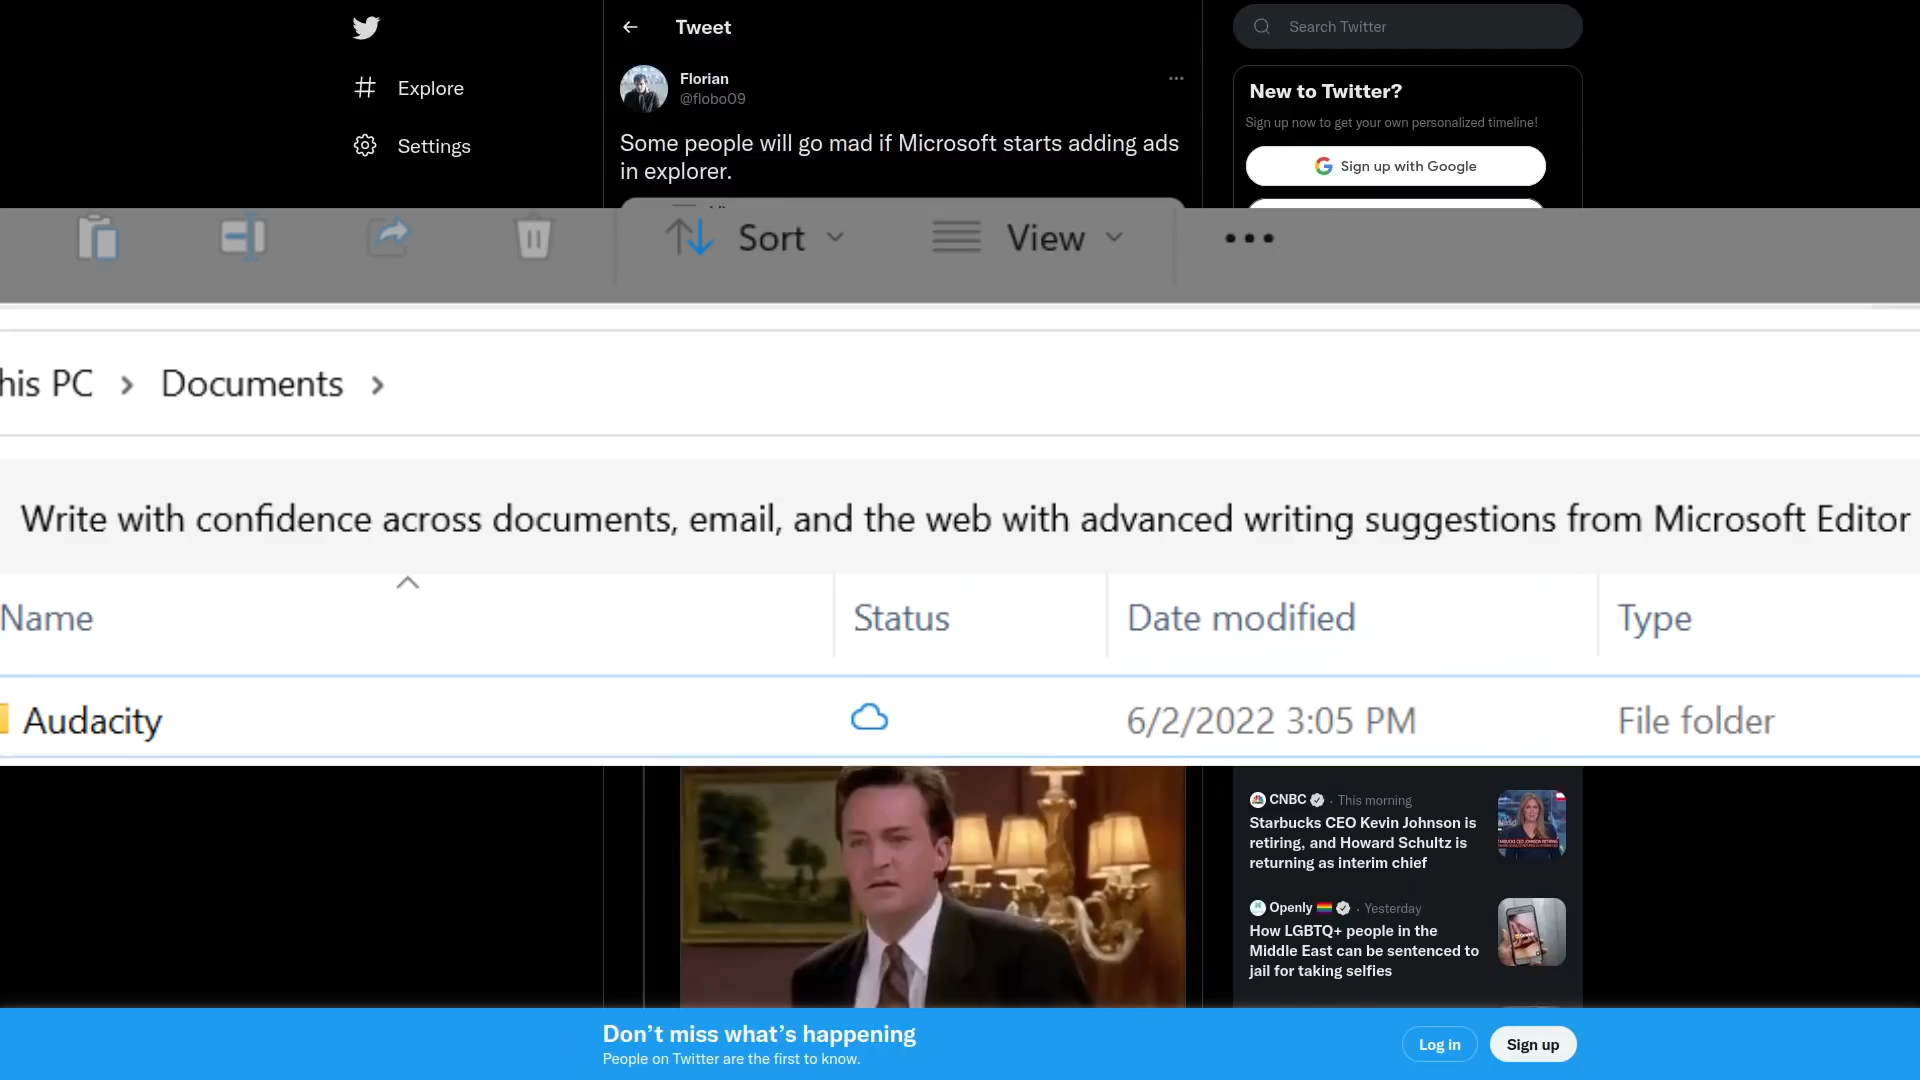 Tweet
Search Twitter
Explore
Settings
Florian
@flobo09
Some people will go mad if Microsoft starts adding ads
in explorer.
New to Twitter?
Sign up now to get your own personalized timeline!
Sign up with Google
Sort
View
his PC > Documents >
Write with confidence across documents, email, and the web with advanced writing suggestions from Microsoft Editor
Name Status Date modified Type
Audacity 6/2/2022 3:05 PM File folder
CNBC · This morning
Starbucks CEO Kevin Johnson is
retiring, and Howard Schultz is
returning as interim chief
Openly · Yesterday
How LGBTQ+ people in the
Middle East can be sentenced to
jail for taking selfies
Don’t miss what’s happening
People on Twitter are the first to know.
Log in
Sign up